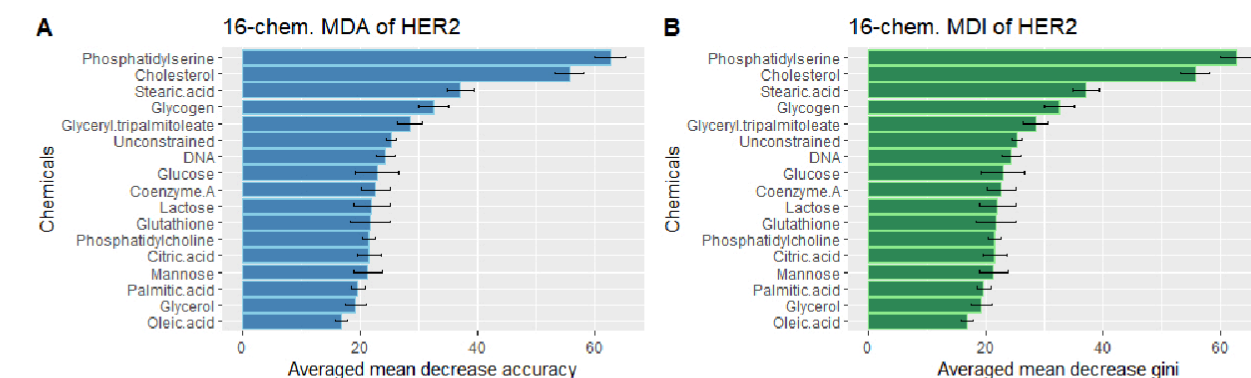 A
16-chem. MDA of HER2
Chemicals
Phosphatidylserine
Cholesterol
Stearic.acid
Glycogen
Glyceryl.tripalmitoleate
Unconstrained
DNA
Glucose
Coenzyme.A
Lactose
Glutathione
Phosphatidylcholine
Citric.acid
Mannose
Palmitic.acid
Glycerol
Oleic.acid
0 20 40 60
Averaged mean decrease accuracy
B
16-chem. MDI of HER2
Chemicals
Phosphatidylserine
Cholesterol
Stearic.acid
Glycogen
Glyceryl.tripalmitoleate
Unconstrained
DNA
Glucose
Coenzyme.A
Lactose
Glutathione
Phosphatidylcholine
Citric.acid
Mannose
Palmitic.acid
Glycerol
Oleic.acid
0 20 40 60
Averaged mean decrease gini